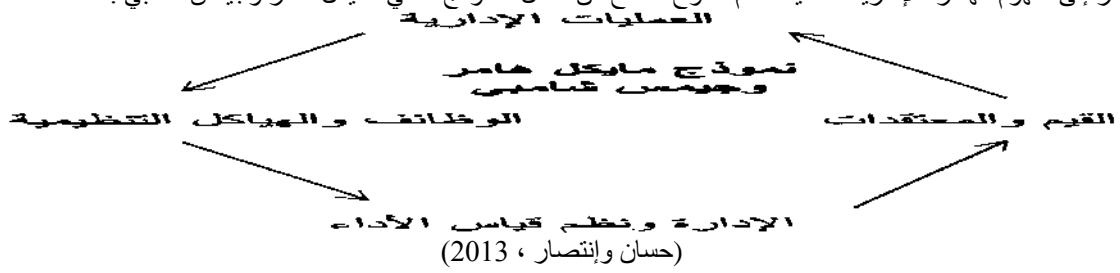 العمليات الإدارية
نموذج مايكل هامر
وجيمس شامبي
القيم والمعتقدات
الوظائف والهياكل التنظيمية
الإدارة ونظم قياس الأداء
(حسان وإنتصار ، 2013)